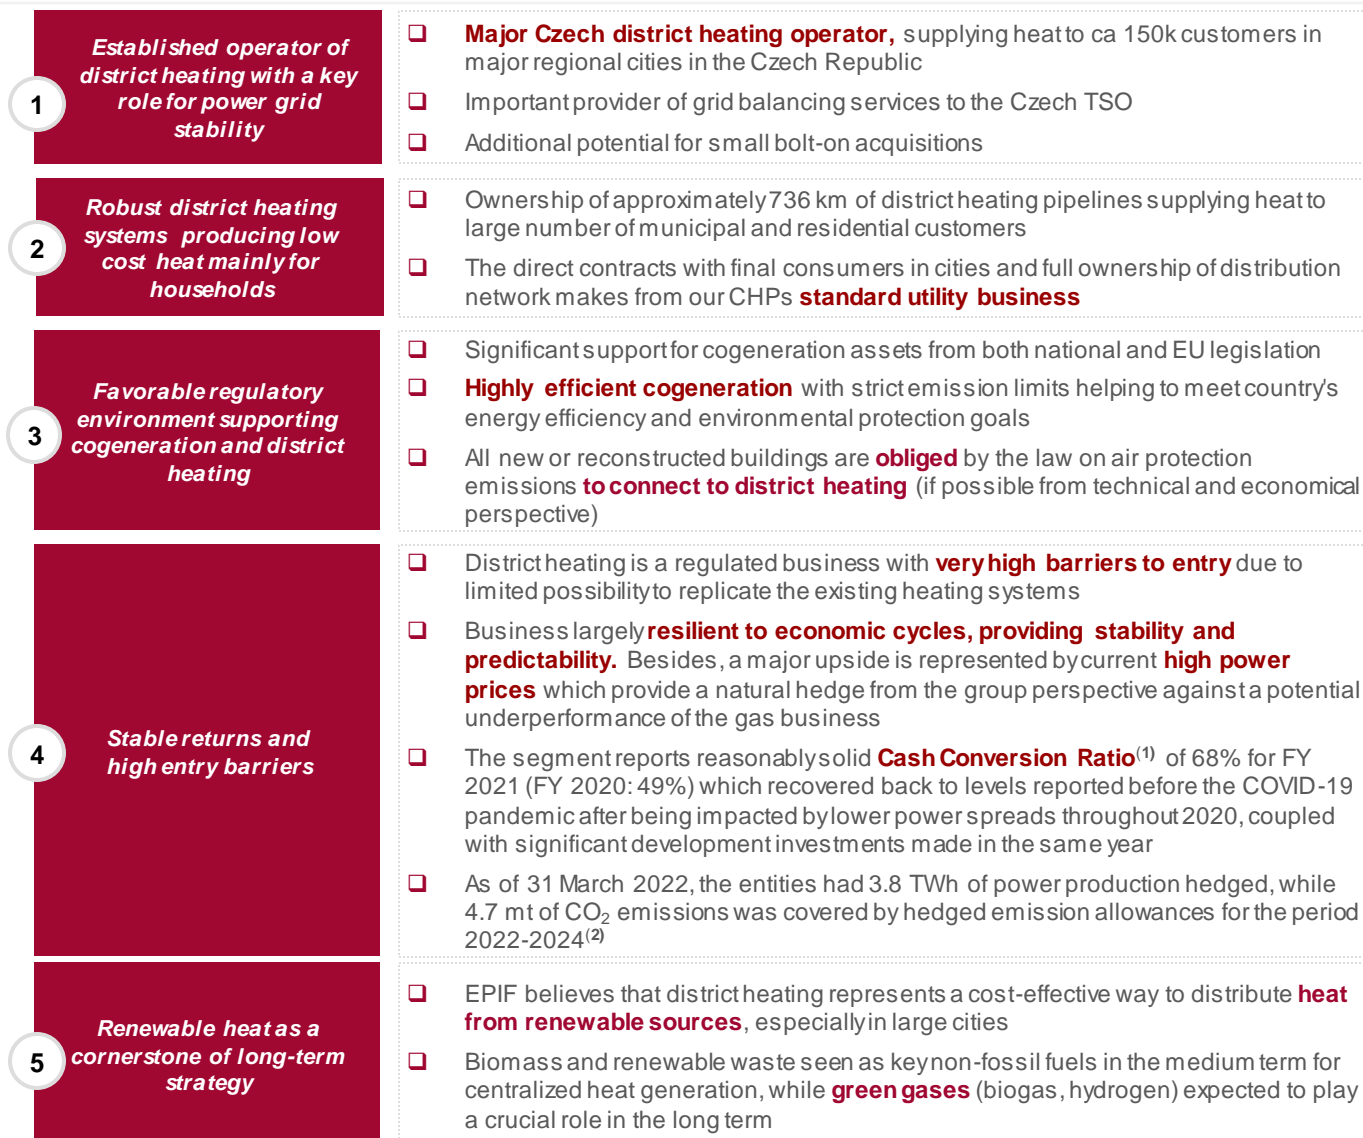 Established operator of
district heating with a key
role for power grid
stability
1
❑ Major Czech district heating operator, supplying heat to ca 150k customers in
major regional cities in the Czech Republic
❑ Important provider of grid balancing services to the Czech TSO
❑ Additional potential for small bolt-on acquisitions
Robust district heating
systems producing low
cost heat mainly for
households
2
❑ Ownership of approximately 736 km of district heating pipelines supplying heat to
large number of municipal and residential customers
❑ The direct contracts with final consumers in cities and full ownership of distribution
network makes from our CHPs standard utility business
Favorable regulatory
environment supporting
cogeneration and district
heating
3
❑ Significant support for cogeneration assets from both national and EU legislation
❑ Highly efficient cogeneration with strict emission limits helping to meet country's
energy efficiency and environmental protection goals
❑ All new or reconstructed buildings are obliged by the law on air protection
emissions to connect to district heating (if possible from technical and economical
perspective)
Stable returns and
high entry barriers
4
❑ District heating is a regulated business with very high barriers to entry due to
limited possibility to replicate the existing heating systems
❑ Business largely resilient to economic cycles, providing stability and
predictability. Besides, a major upside is represented by current high power
prices which provide a natural hedge from the group perspective against a potential
underperformance of the gas business
❑ The segment reports reasonably solid Cash Conversion Ratio(1) of 68% for FY
2021 (FY 2020: 49%) which recovered back to levels reported before the COVID-19
pandemic after being impacted by lower power spreads throughout 2020, coupled
with significant development investments made in the same year
❑ As of 31 March 2022, the entities had 3.8 TWh of power production hedged, while
4.7 mt of CO2 emissions was covered by hedged emission allowances for the period
2022-2024(2)
Renewable heat as a
cornerstone of long-term
strategy
5
❑ EPIF believes that district heating represents a cost-effective way to distribute heat
from renewable sources, especially in large cities
❑ Biomass and renewable waste seen as key non-fossil fuels in the medium term for
centralized heat generation, while green gases (biogas, hydrogen) expected to play
a crucial role in the long term